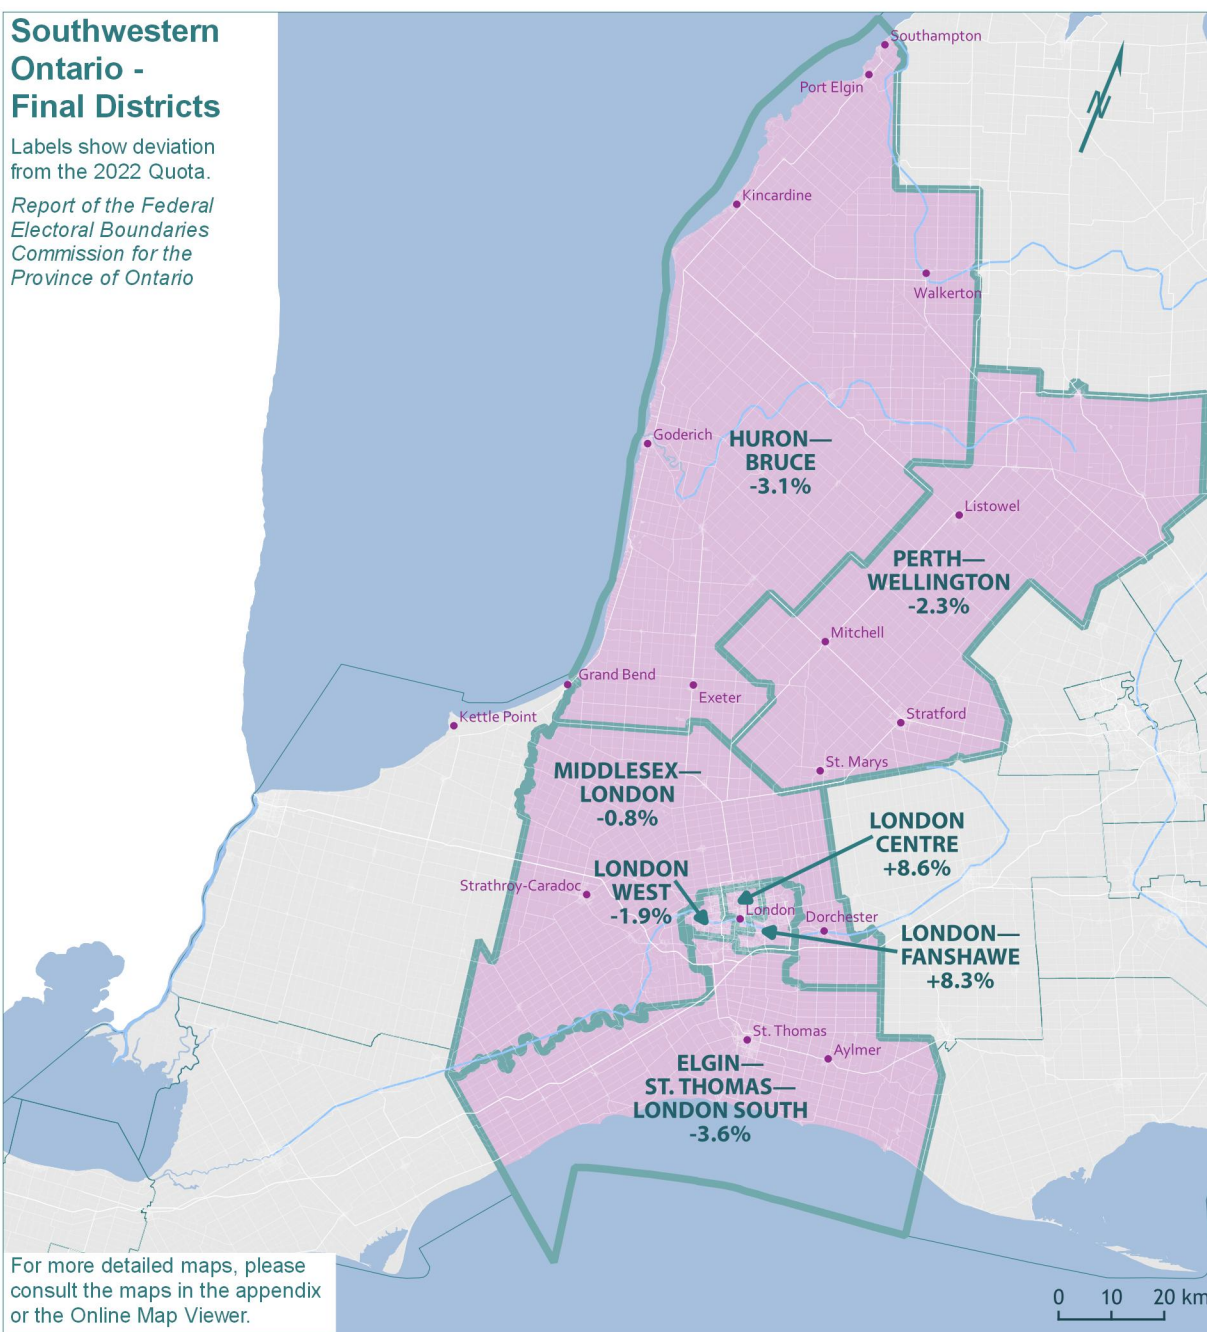 Southwestern
Ontario -
Final Districts
Labels show deviation
from the 2022 Quota.
Report of the Federal
Electoral Boundaries
Commission for the
Province of Ontario
Southampton
Port Elgin
N
Kincardine
Walkerton
Goderich
HURON—
BRUCE
-3.1%
Listowel
PERTH—
WELLINGTON
-2.3%
Mitchell
Grand Bend
Exeter
Kettle Point
Stratford
St. Marys
MIDDLESEX—
LONDON
-0.8%
LONDON
CENTRE
+8.6%
LONDON
WEST
-1.9%
Strathroy-Caradoc
London
Dorchester
LONDON—
FANSHAWE
+8.3%
St. Thomas
Aylmer
ELGIN—
ST. THOMAS—
LONDON SOUTH
-3.6%
For more detailed maps, please
consult the maps in the appendix
or the Online Map Viewer.
0 10 20 km